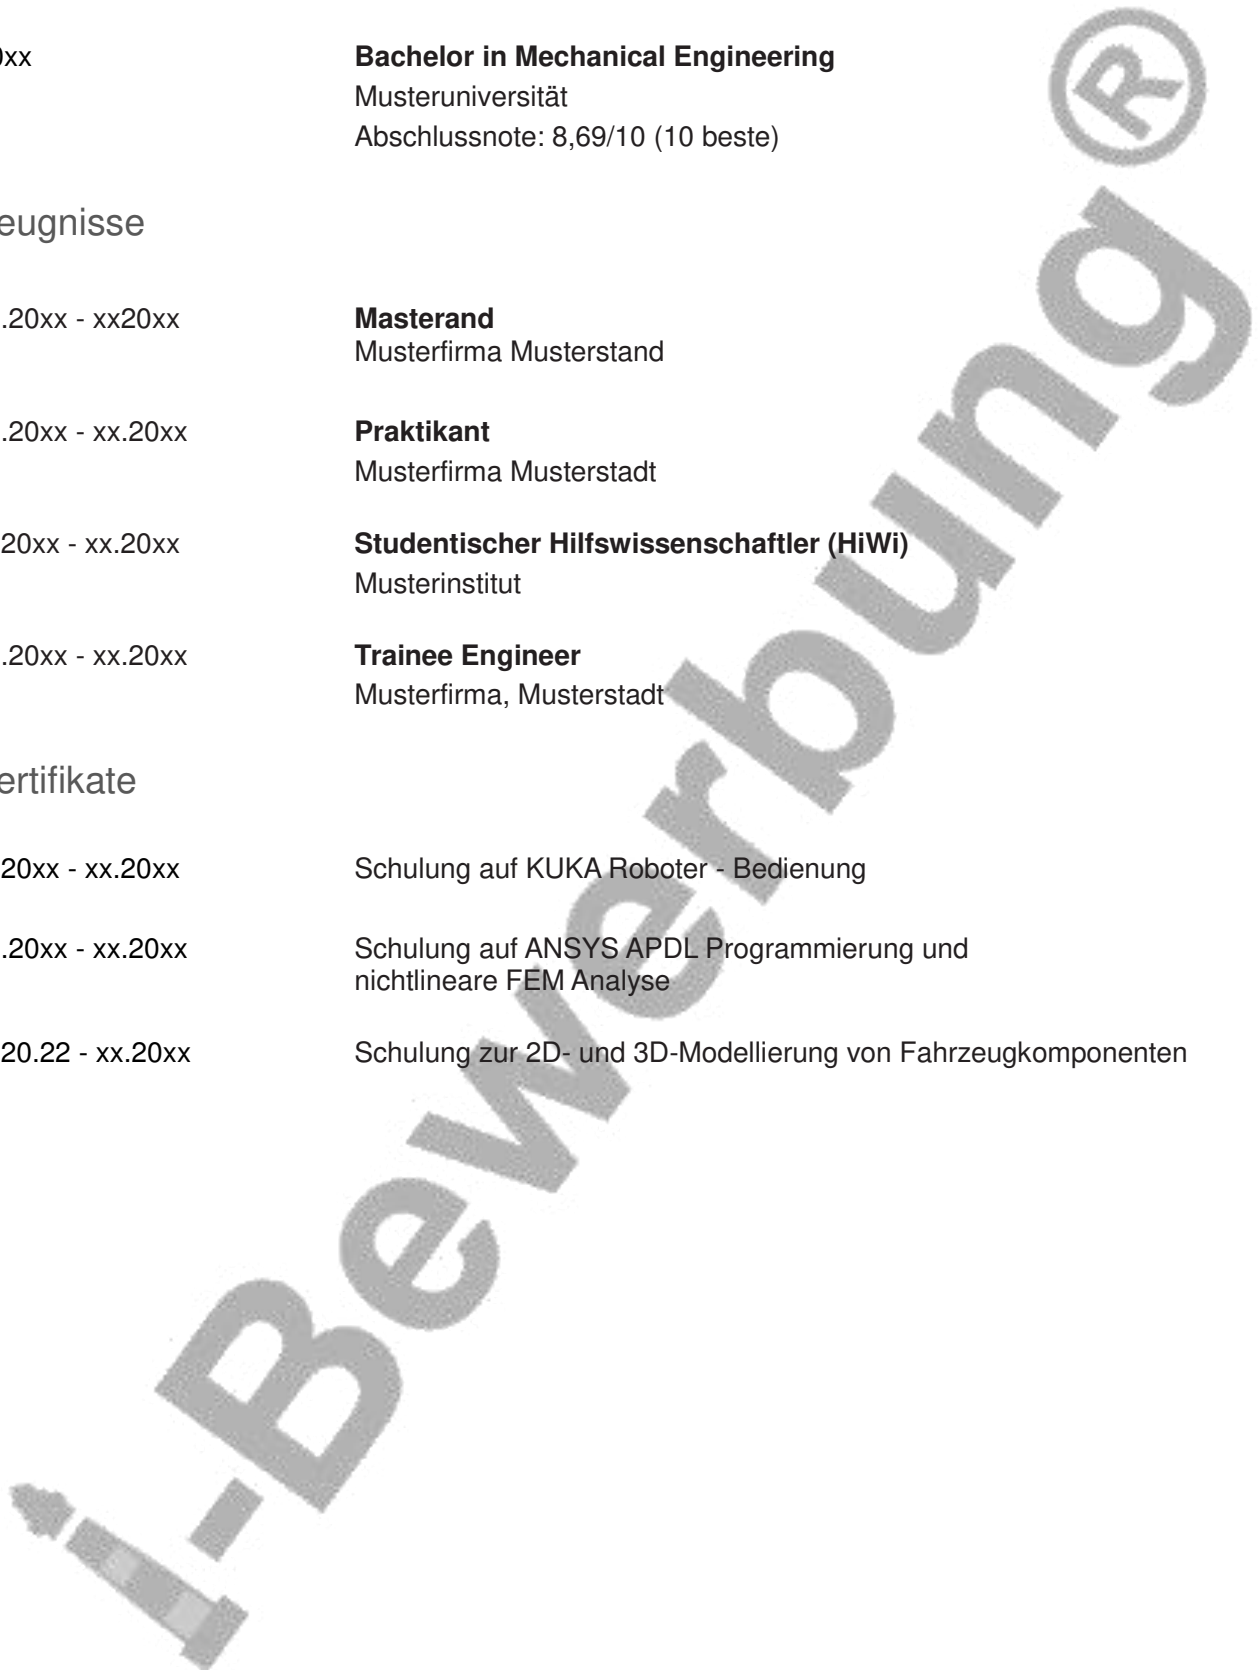 0xx Bachelor in Mechanical Engineering
Musteruniversität
Abschlussnote: 8,69/10 (10 beste)
eugnisse
.20xx - xx20xx Masterand
Musterfirma Musterstand
.20xx - xx.20xx Praktikant
Musterfirma Musterstadt
20xx - xx.20xx Studentischer Hilfswissenschaftler (HiWi)
Musterinstitut
.20xx - xx.20xx Trainee Engineer
Musterfirma, Musterstadt
ertifikate
20xx - xx.20xx Schulung auf KUKA Roboter - Bedienung
.20xx - xx.20xx Schulung auf ANSYS APDL Programmierung und
nichtlineare FEM Analyse
20.22 - xx.20xx Schulung zur 2D- und 3D-Modellierung von Fahrzeugkomponenten
1-Bewerbung®